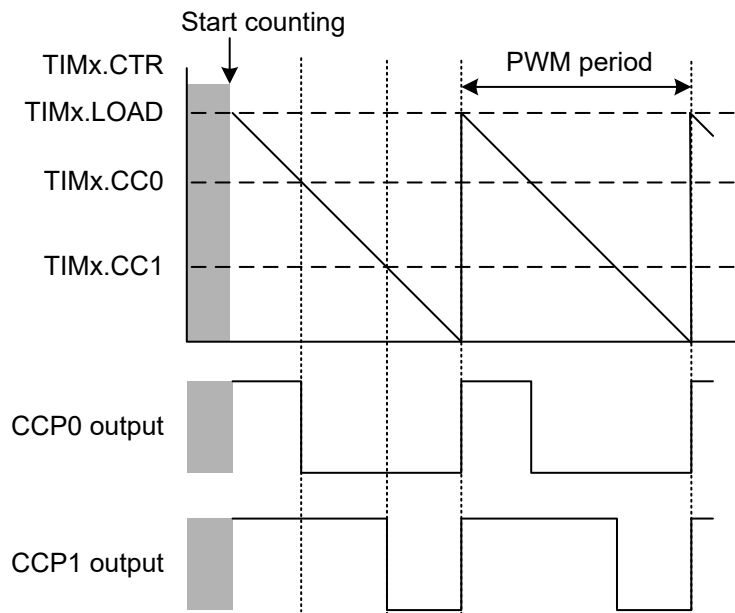 Start counting
TIMx.CTR
PWM period
TIMx.LOAD
TIMx.CC0
TIMx.CC1
CCP0 output
CCP1 output